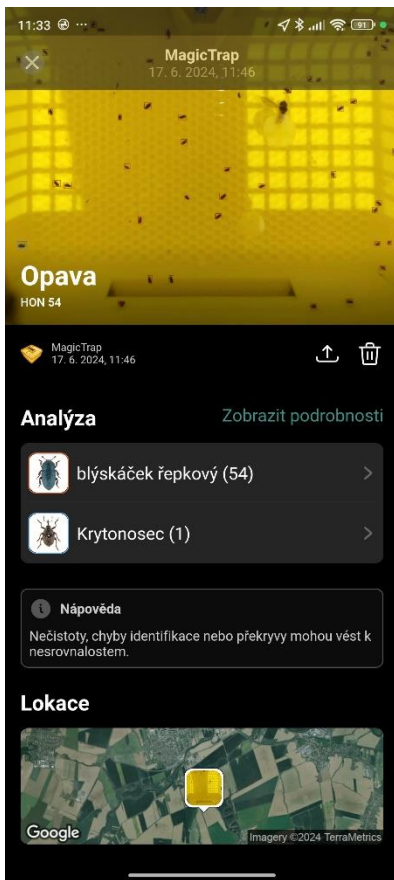 11:33 ...
91
MagicTrap
17. 6. 2024, 11:46
Opava
HON 54
MagicTrap
17. 6. 2024, 11:46
Analýza Zobrazit podrobnosti
blýskáček řepkový (54)
Krytonosec (1)
i Nápověda
Nečistoty, chyby identifikace nebo překryvy mohou vést k
nesrovnalostem.
Lokace
Google
Imagery ©2024 TerraMetrics